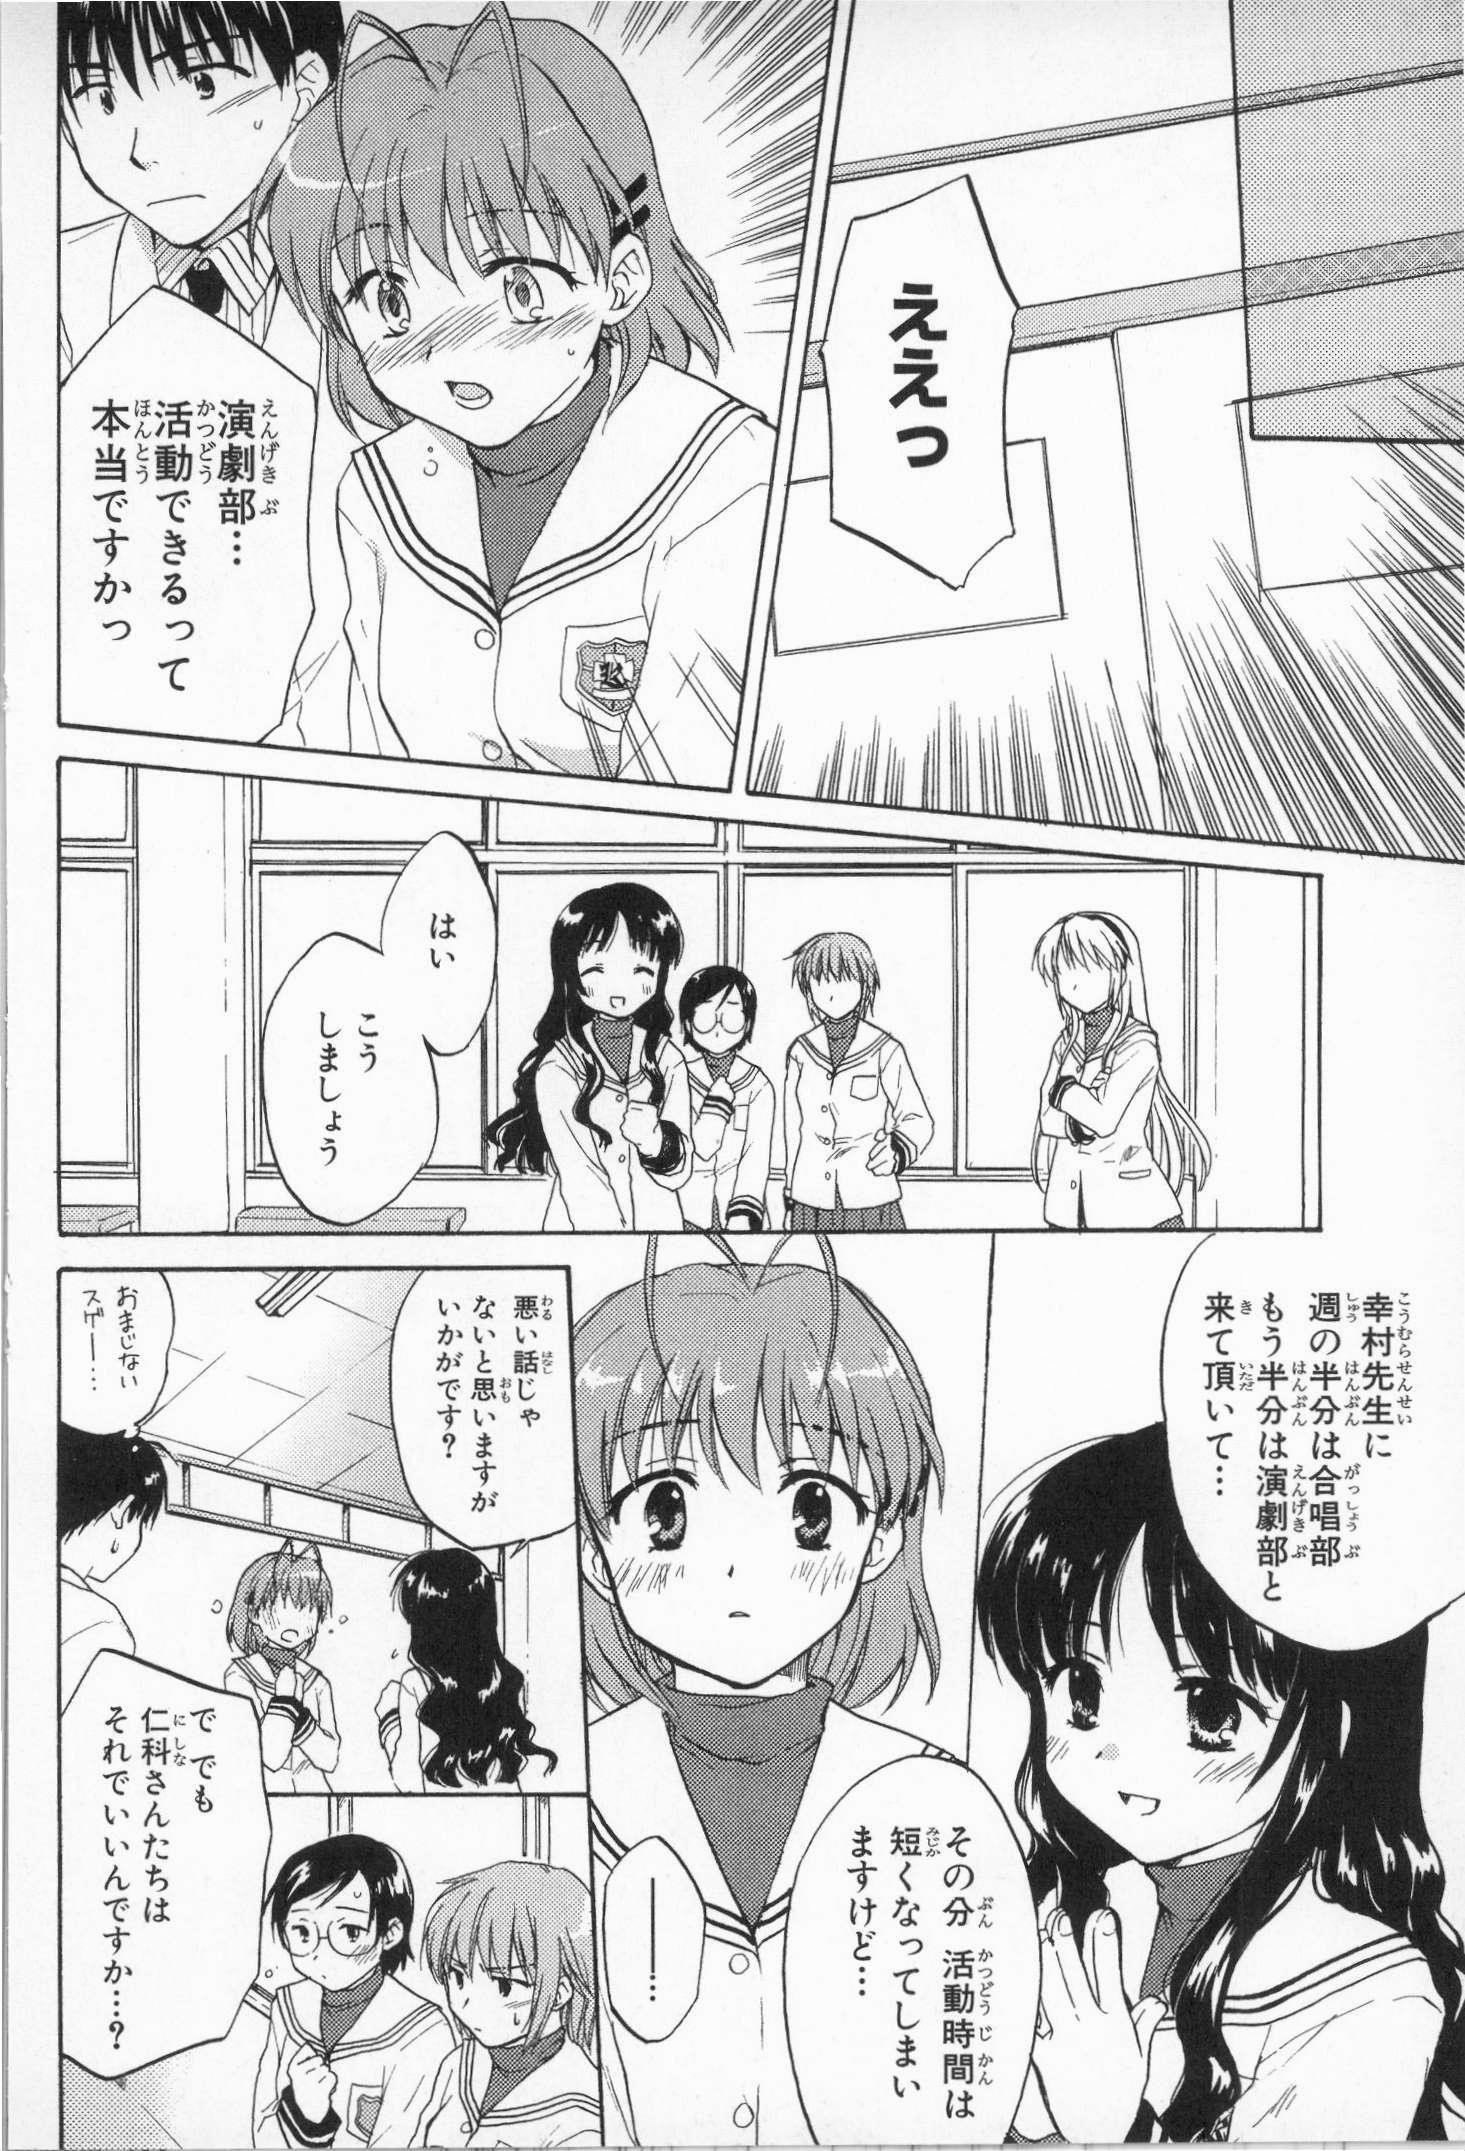 ええっ
演劇部…
活動できるって
本当ですかっ
はい
こう
しましょう
幸村先生に
週の半分は合唱部
もう半分は演劇部と
来て頂いて…
その分 活動時間は
短くなってしまい
ますけど…
――…
悪い話じゃ
ないと思いますが
いかがです?
おまじない
スゲー…
で でも
仁科さんたちは
それでいいんですか…?